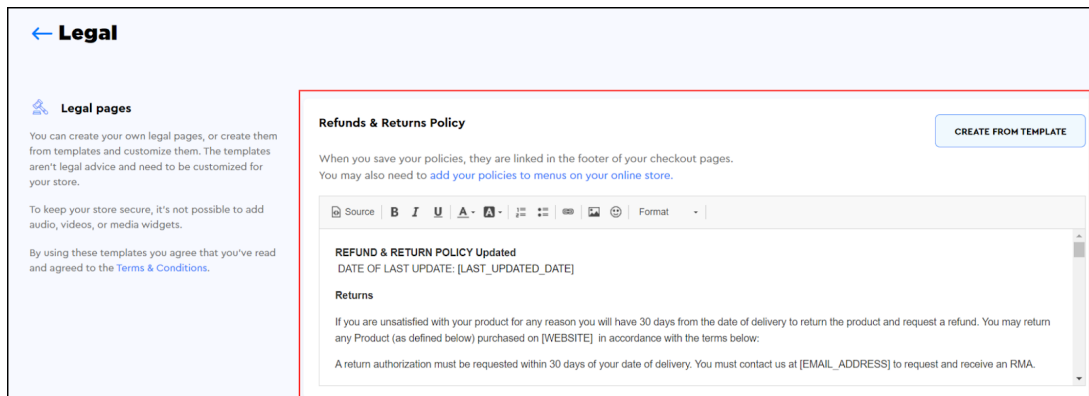 Legal
Legal pages
You can create your own legal pages, or create them
from templates and customize them. The templates
aren't legal advice and need to be customized for
your store.
To keep your store secure, it's not possible to add
audio, videos, or media widgets.
By using these templates you agree that you've read
and agreed to the Terms & Conditions.
Refunds & Returns Policy
CREATE FROM TEMPLATE
When you save your policies, they are linked in the footer of your checkout pages.
You may also need to add your policies to menus on your online store.
Source B I U A A Format
REFUND & RETURN POLICY Updated
DATE OF LAST UPDATE: [LAST_UPDATED_DATE]
Returns
If you are unsatisfied with your product for any reason you will have 30 days from the date of delivery to return the product and request a refund. You may return
any Product (as defined below) purchased on [WEBSITE] in accordance with the terms below:
A return authorization must be requested within 30 days of your date of delivery. You must contact us at [EMAIL_ADDRESS] to request and receive an RMA.